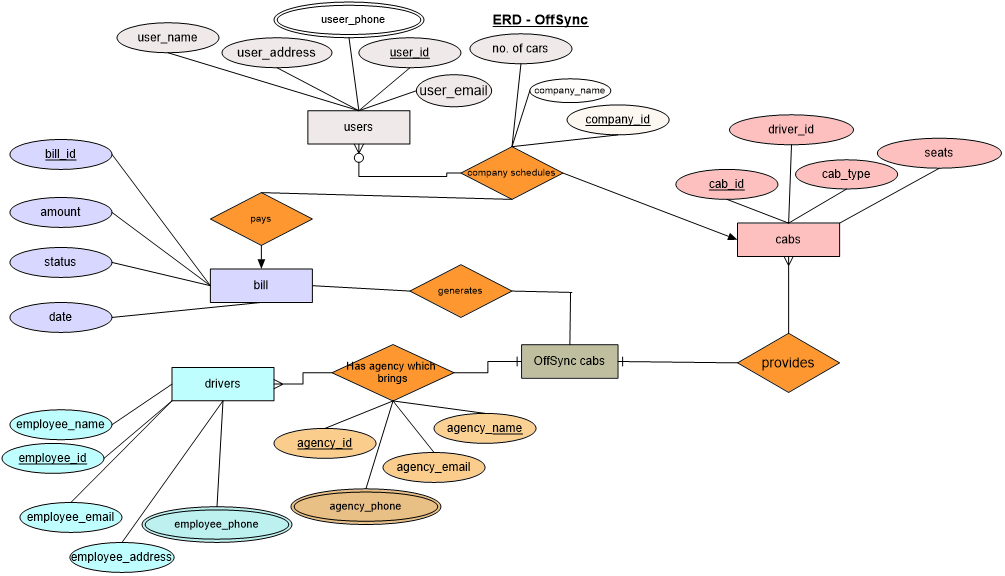 ERD - OffSync
useer_phone
user_name
user_address
user_id
no. of cars
user_email
company_name
company_id
users
driver_id
bill_id
seats
company schedules
cab_id
cab_type
amount
pays
cabs
status
bill
generates
date
OffSync cabs
provides
Has agency which
brings
drivers
employee_name
agency_name
agency_id
employee_id
agency_email
agency_phone
employee_email
employee_phone
employee_address